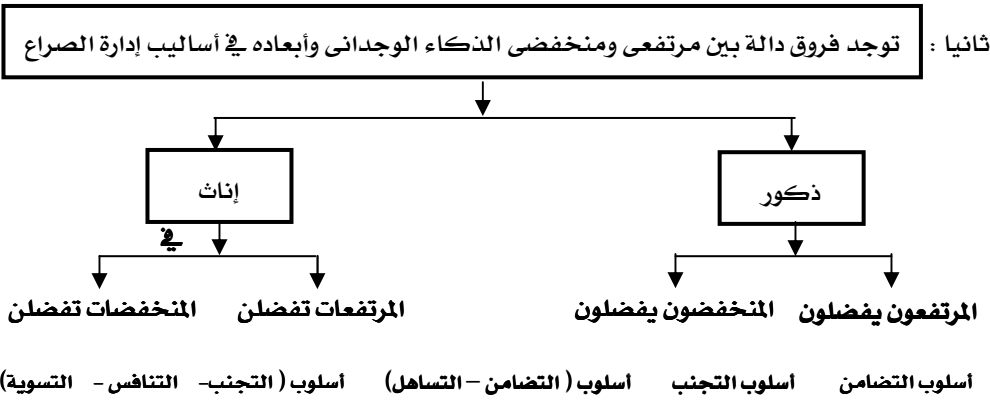 ثانيا : توجد فروق دالة بين مرتفعى ومنخفضى الذكاء الوجدانى وأبعاده في أساليب إدارة الصراع
ذكور
إناث
في
المرتفعون يفضلون
المنخفضون يفضلون
المرتفعات تفضلن
المنخفضات تفضلن
أسلوب التضامن
أسلوب التجنب
أسلوب ( التضامن – التساهل)
أسلوب ( التجنب- التنافس - التسوية)